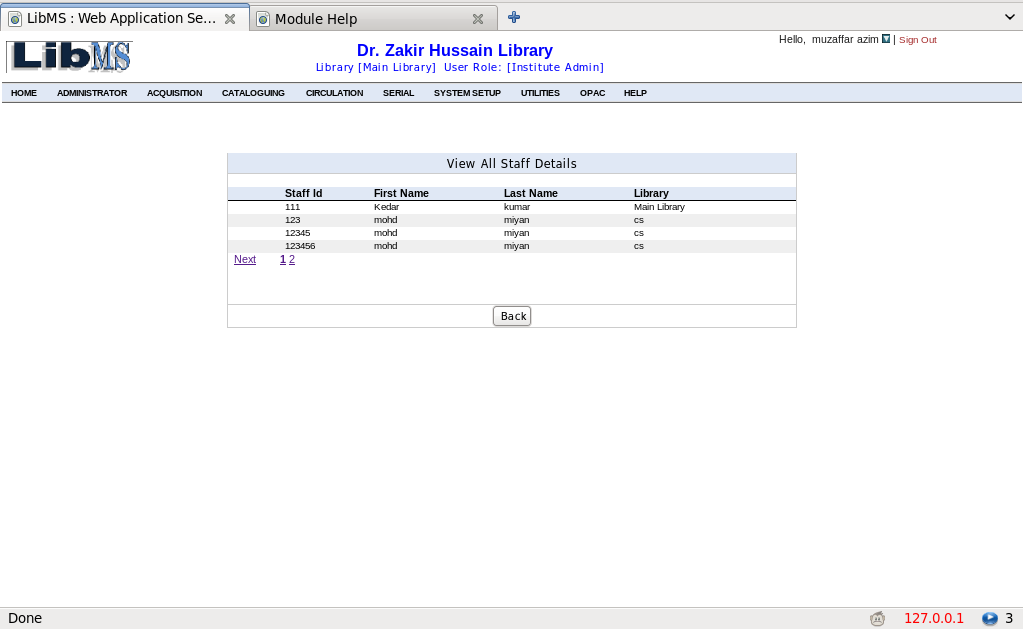 LibMS : Web Application Se... Module Help
LibMS
Dr. Zakir Hussain Library
Library [Main Library] User Role: [Institute Admin]
Hello, muzaffar azim | Sign Out
HOME ADMINISTRATOR ACQUISITION CATALOGUING CIRCULATION SERIAL SYSTEM SETUP UTILITIES OPAC HELP
View All Staff Details
Staff Id First Name Last Name Library
111 Kedar kumar Main Library
123 mohd miyan cs
12345 mohd miyan cs
123456 mohd miyan cs
Next 1 2
Back
Done 127.0.0.1 3